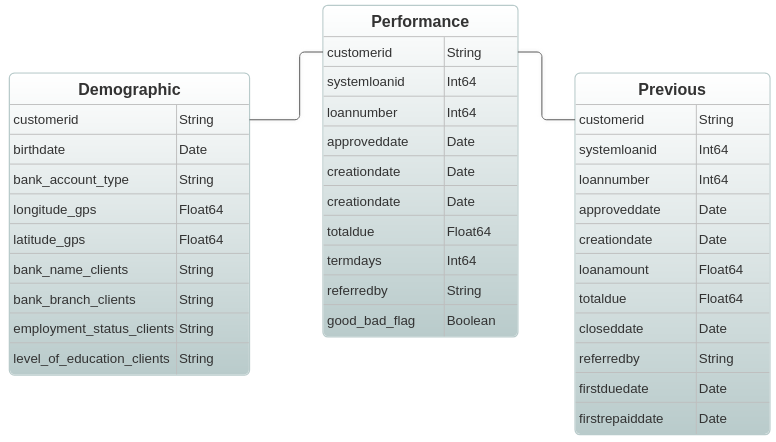 Demographic
customerid String
birthdate Date
bank_account_type String
longitude_gps Float64
latitude_gps Float64
bank_name_clients String
bank_branch_clients String
employment_status_clients String
level_of_education_clients String
Performance
customerid String
systemloanid Int64
loannumber Int64
approveddate Date
creationdate Date
creationdate Date
totaldue Float64
termdays Int64
referredby String
good_bad_flag Boolean
Previous
customerid String
systemloanid Int64
loannumber Int64
approveddate Date
creationdate Date
loanamount Float64
totaldue Float64
closeddate Date
referredby String
firstduedate Date
firstrepaiddate Date